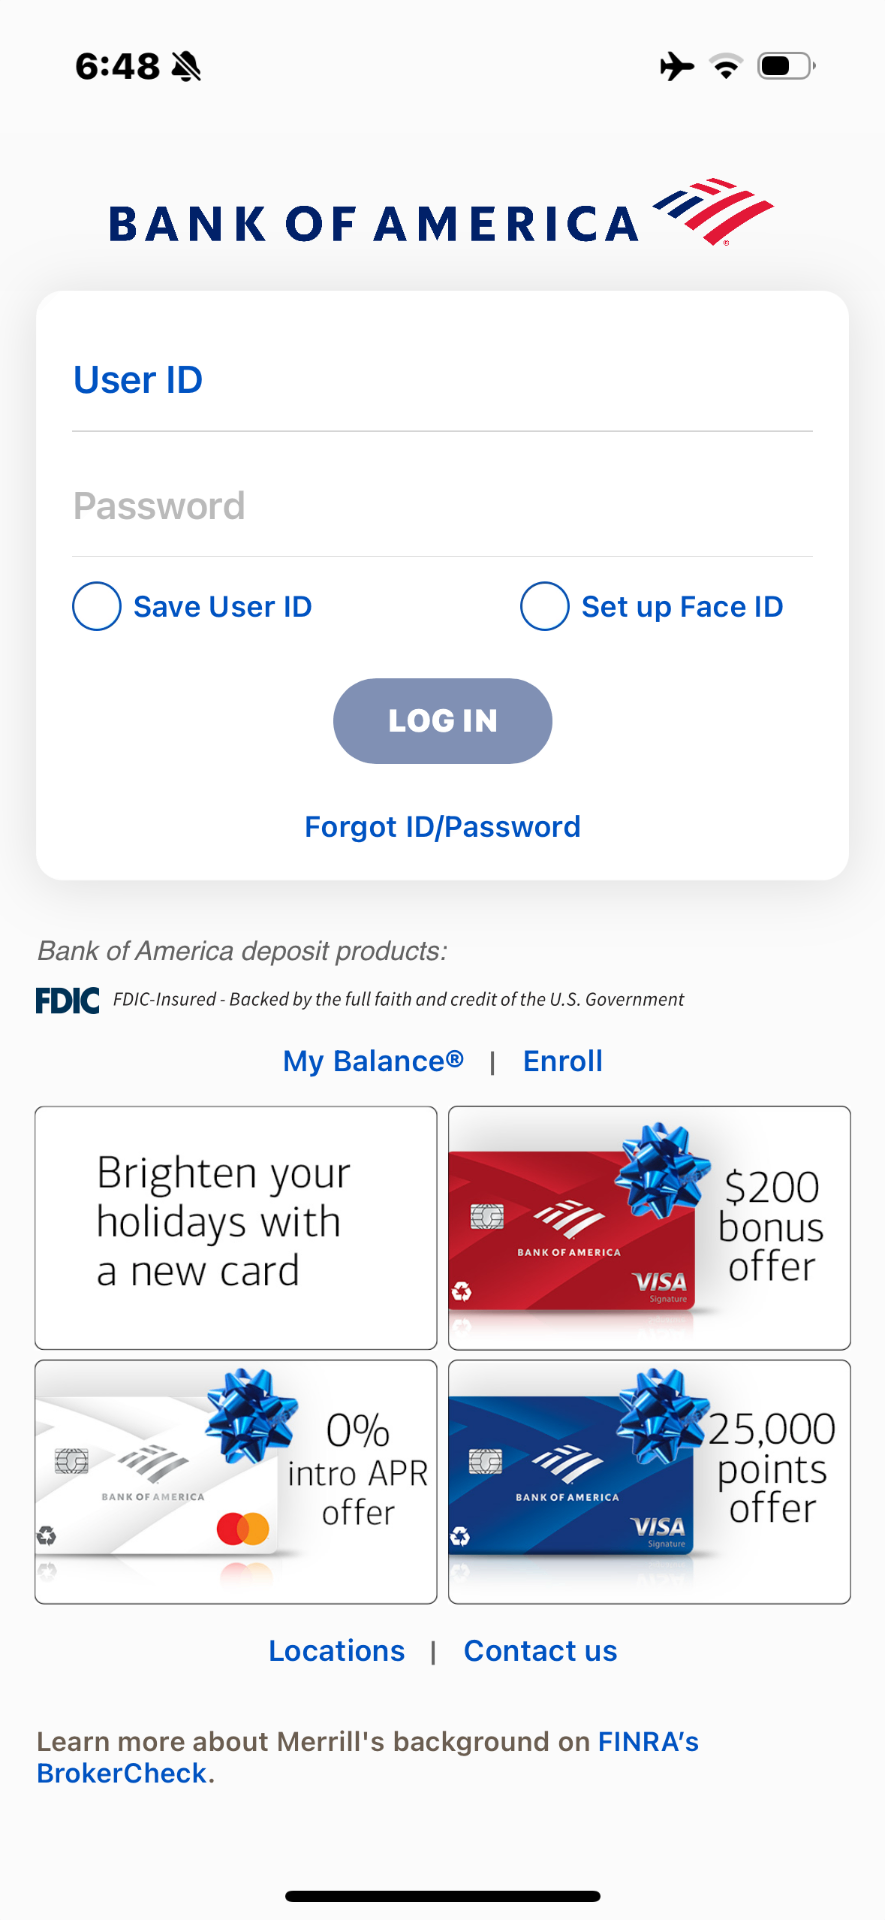 6:48
BANK OF AMERICA
User ID
Password
Save User ID
Set up Face ID
LOG IN
Forgot ID/Password
Bank of America deposit products:
FDIC FDIC-Insured - Backed by the full faith and credit of the U.S. Government
My Balance® | Enroll
Brighten your
holidays with
a new card
BANK OF AMERICA
VISA
Signature
$200
bonus
offer
BANK OF AMERICA
0%
intro APR
offer
BANK OF AMERICA
VISA
Signature
25,000
points
offer
Locations | Contact us
Learn more about Merrill's background on FINRA’s
BrokerCheck.